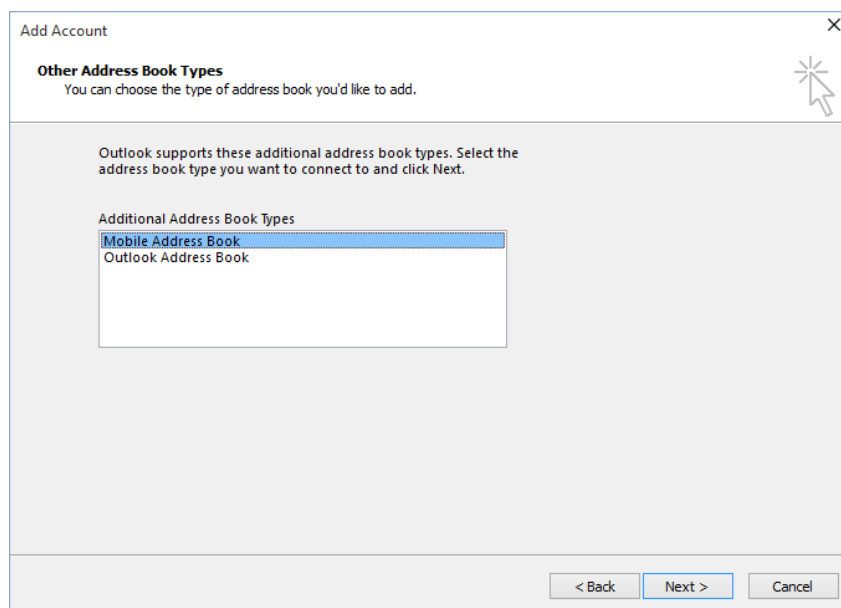 Add Account
Other Address Book Types
You can choose the type of address book you'd like to add.
Outlook supports these additional address book types. Select the
address book type you want to connect to and click Next.
Additional Address Book Types
Mobile Address Book
Outlook Address Book
< Back
Next >
Cancel